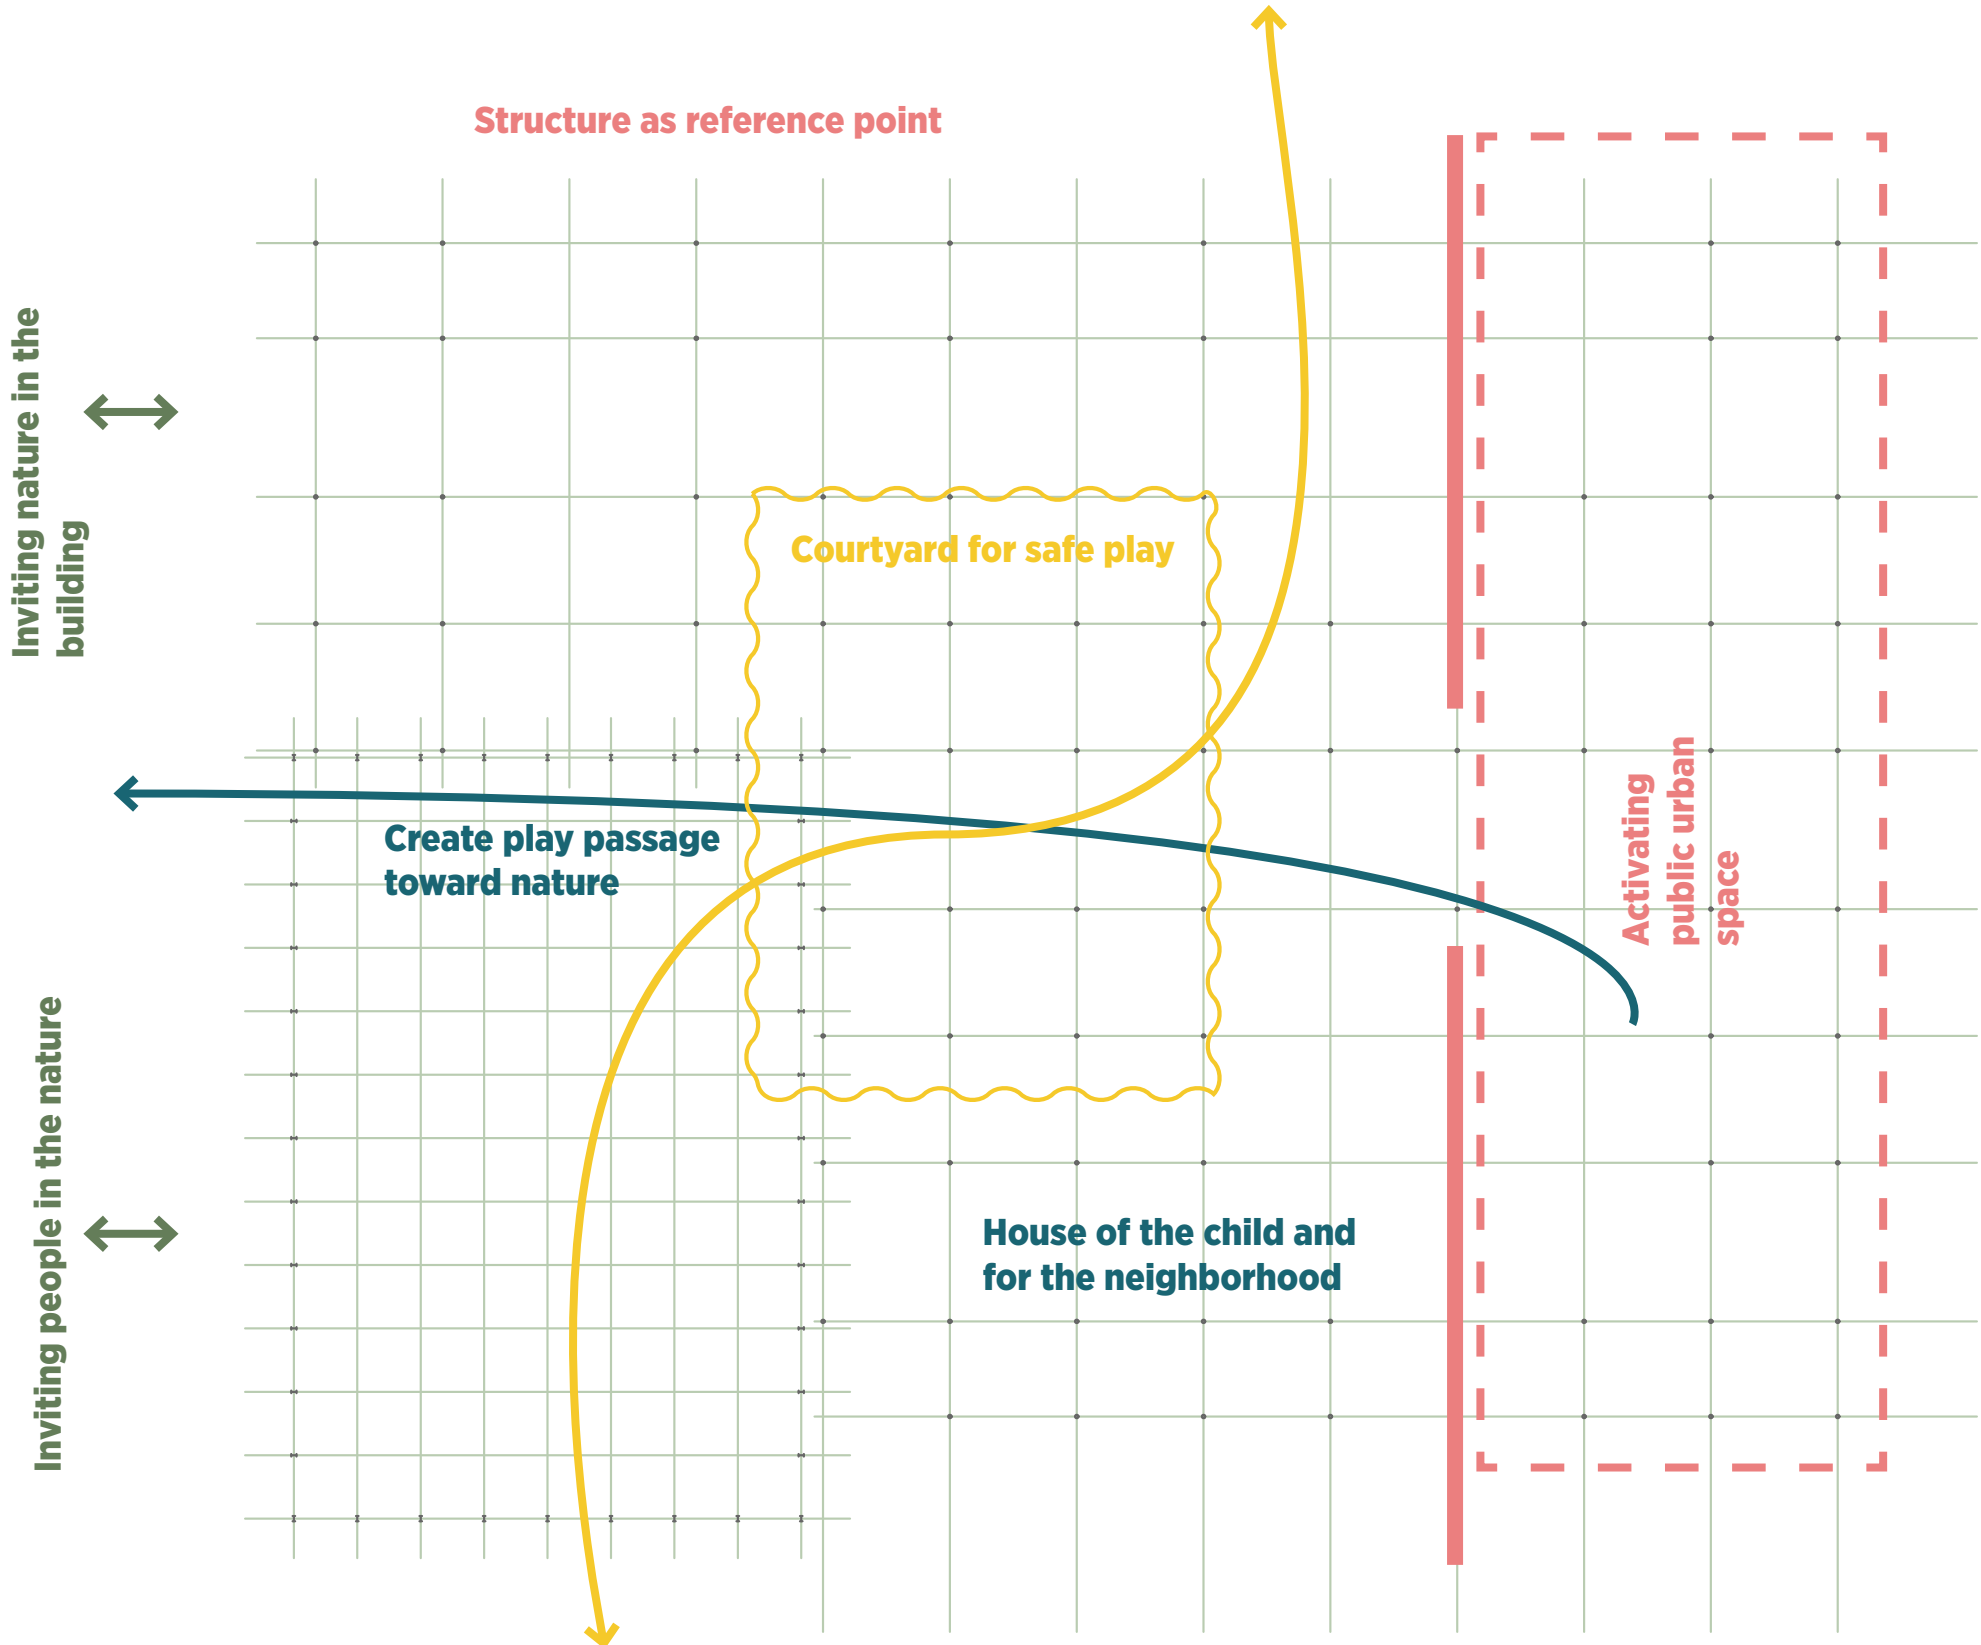 Structure as reference point
Inviting nature in the
building
Courtyard for safe play
Create play passage
toward nature
Activating
public urban
space
Inviting people in the nature
House of the child and
for the neighborhood